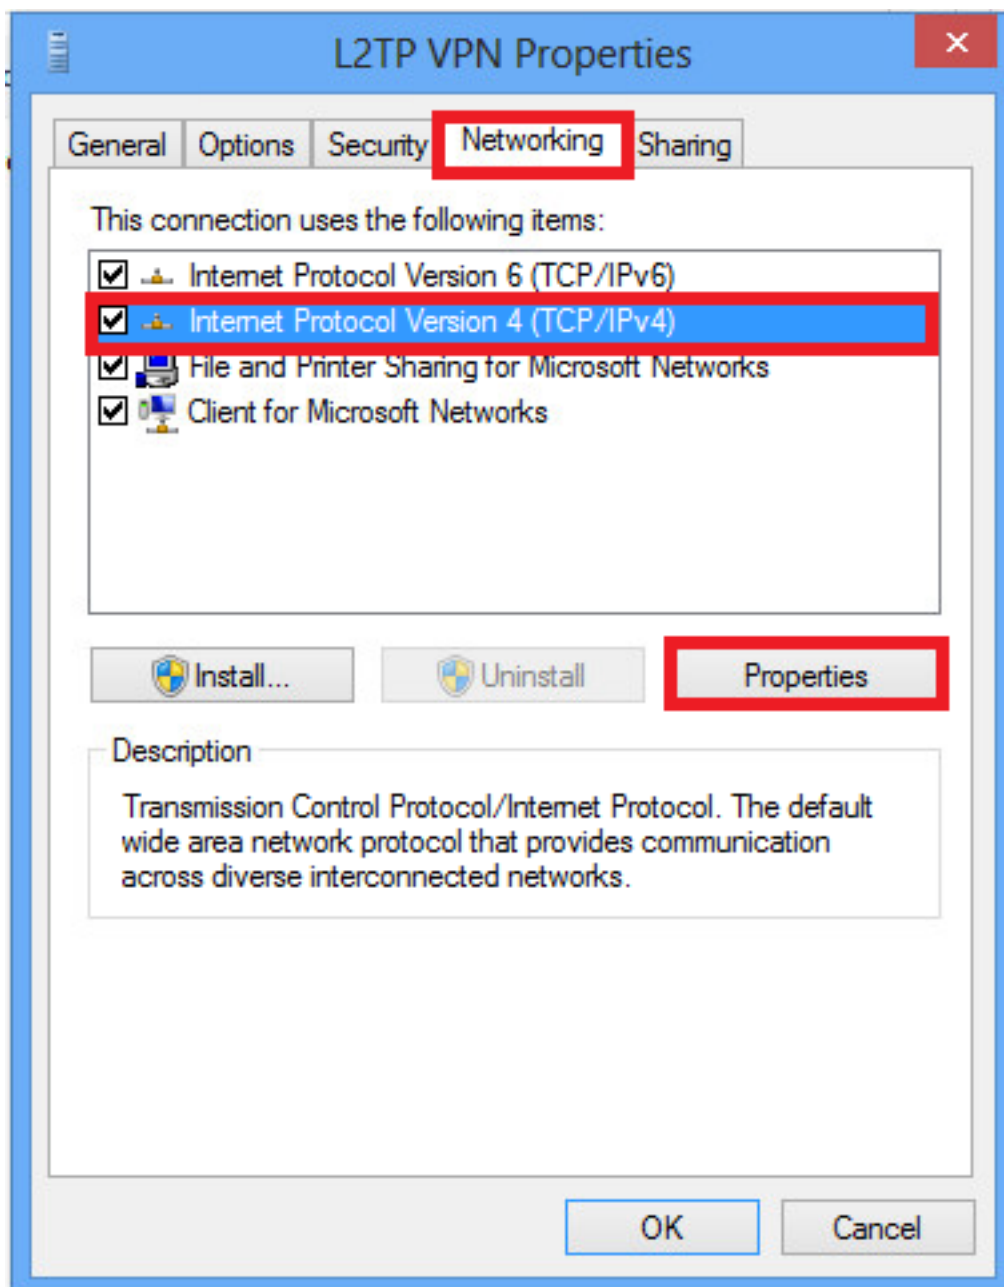 L2TP VPN Properties
General Options Security Networking Sharing
This connection uses the following items:
Internet Protocol Version 6 (TCP/IPv6)
Internet Protocol Version 4 (TCP/IPv4)
File and Printer Sharing for Microsoft Networks
Client for Microsoft Networks
Install... Uninstall Properties
Description
Transmission Control Protocol/Internet Protocol. The default
wide area network protocol that provides communication
across diverse interconnected networks.
OK Cancel